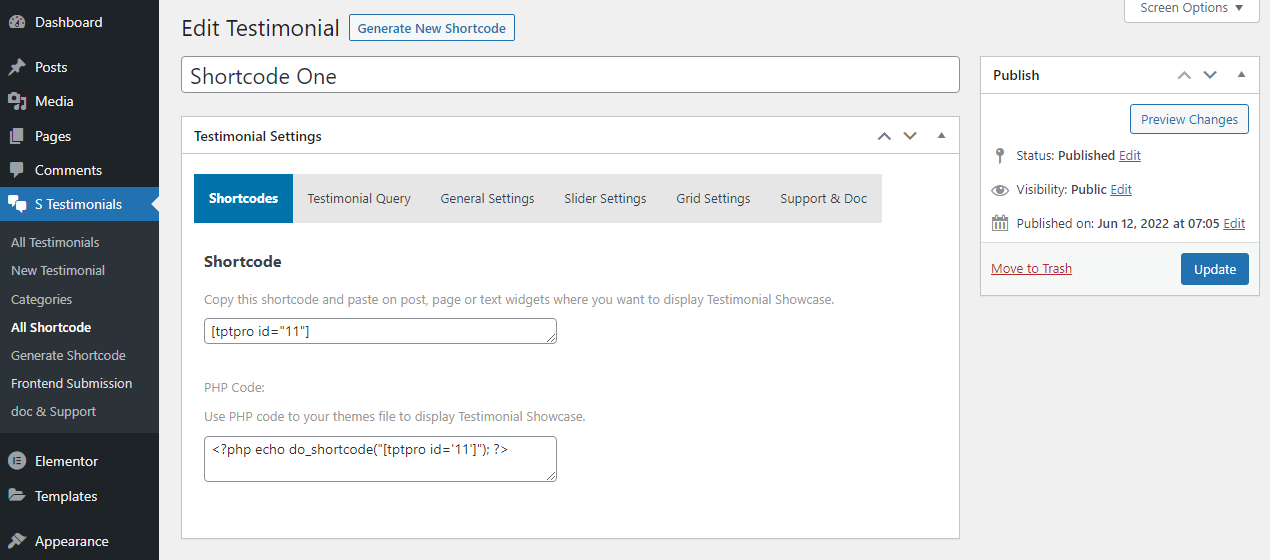 Dashboard
Posts
Media
Pages
Comments
S Testimonials
All Testimonials
New Testimonial
Categories
All Shortcode
Generate Shortcode
Frontend Submission
doc & Support
Elementor
Templates
Appearance
Screen Options
Edit Testimonial
Generate New Shortcode
Shortcode One
Testimonial Settings
Shortcodes
Testimonial Query
General Settings
Slider Settings
Grid Settings
Support & Doc
Shortcode
Copy this shortcode and paste on post, page or text widgets where you want to display Testimonial Showcase.
[tptpro id="11"]
PHP Code:
Use PHP code to your themes file to display Testimonial Showcase.
<?php echo do_shortcode("[tptpro id='11']"); ?>
Publish
Preview Changes
Status: Published Edit
Visibility: Public Edit
Published on: Jun 12, 2022 at 07:05 Edit
Move to Trash
Update